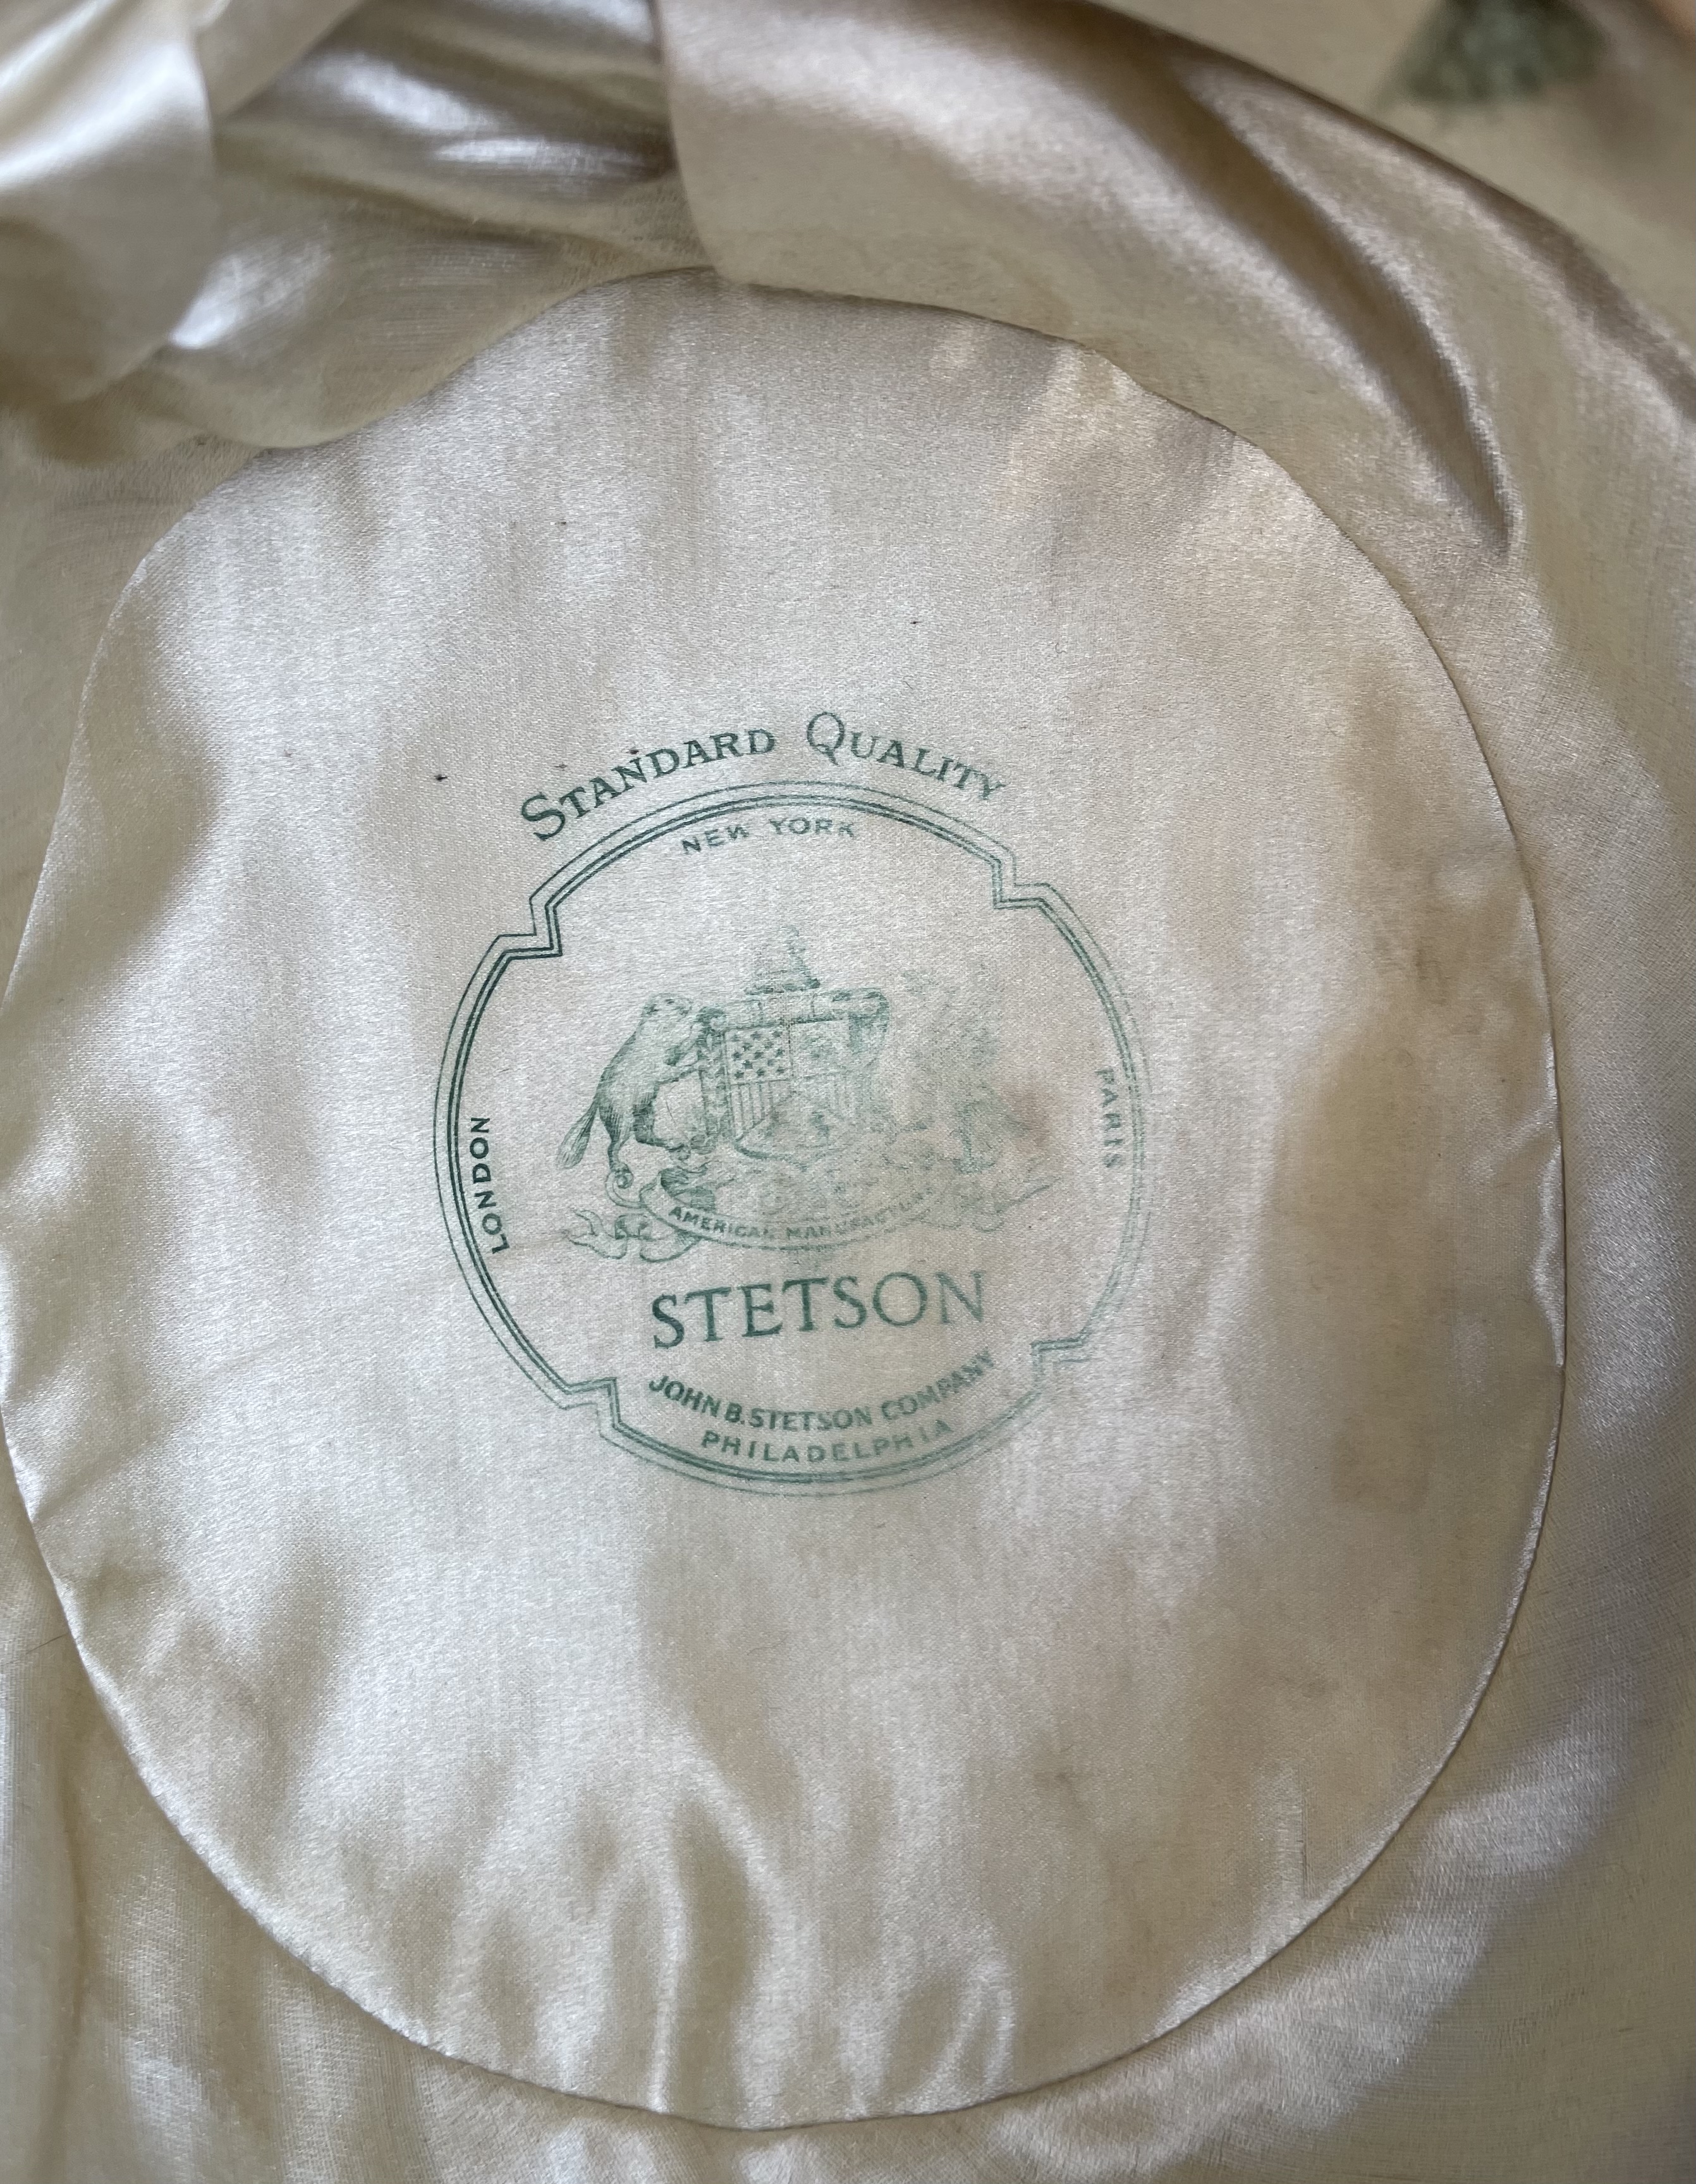 STANDARD QUALITY
NEW YORK
LONDON
PARIS
AMERICAN MANUFACTURE
STETSON
JOHN B. STETSON COMPANY
PHILADELPHIA